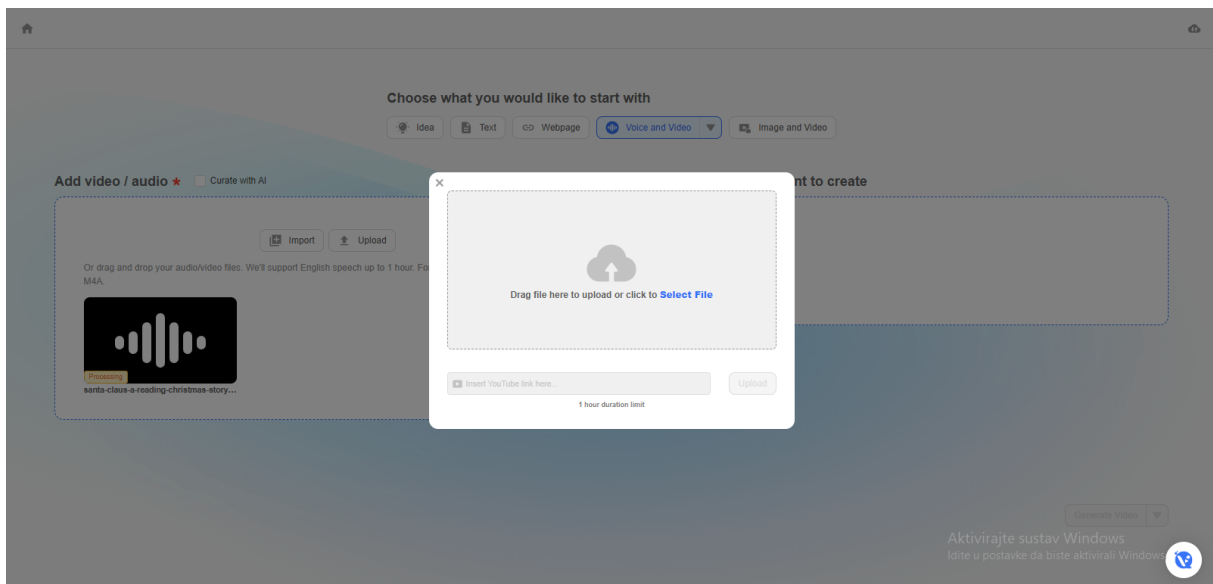 Choose what you would like to start with
Idea
Text
Webpage
Voice and Video
Image and Video
Add video / audio *
Curate with AI
nt to create
Import
Upload
Or drag and drop your audio/video files. We'll support English speech up to 1 hour. Fo
M4A.
Processing
santa-claus-a-reading-christmas-story...
Drag file here to upload or click to Select File
Insert YouTube link here...
Upload
1 hour duration limit
Generate Video
Aktivirajte sustav Windows
Idite u postavke da biste aktivirali Windows